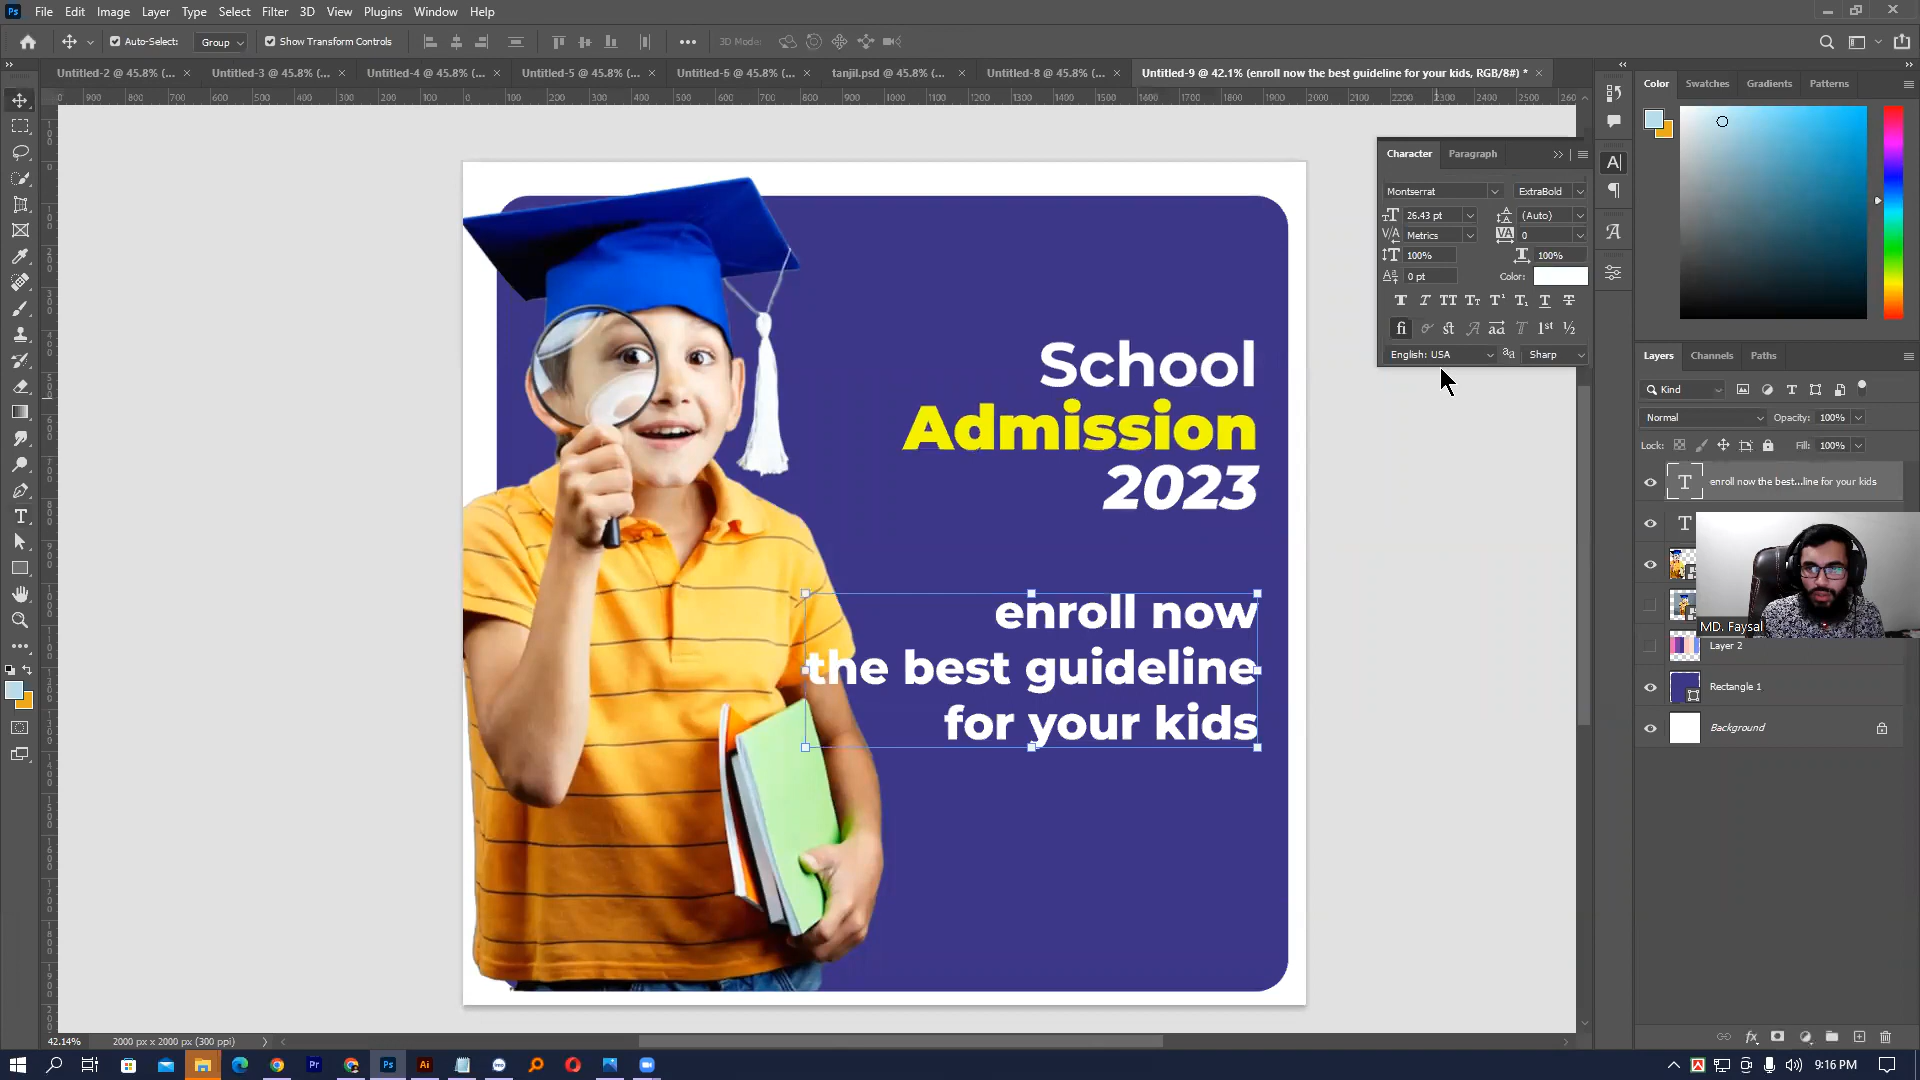 Ps File Edit Image Layer Type Select Filter 3D View Plugins Window Help
Auto-Select: Group Show Transform Controls 3D Mode:
Untitled-2 @ 45.8% (... × Untitled-3 @ 45.8% (... × Untitled-4 @ 45.8% (... × Untitled-5 @ 45.8% (... × Untitled-6 @ 45.8% (... × tanjil.psd @ 45.8% (... × Untitled-8 @ 45.8% (... × Untitled-9 @ 42.1% (enroll now the best guideline for your kids, RGB/8#) * ×
Color Swatches Gradients Patterns
Character Paragraph
Montserrat ExtraBold
26.43 pt (Auto)
Metrics 0
100% 100%
0 pt Color:
English: USA Sharp
School
Admission
2023
enroll now
the best guideline
for your kids
Layers Channels Paths
Kind
Normal Opacity: 100%
Lock: Fill: 100%
enroll now the best...line for your kids
MD. Faysal
Layer 2
Rectangle 1
Background
42.14% 2000 px x 2000 px (300 ppi)
9:16 PM